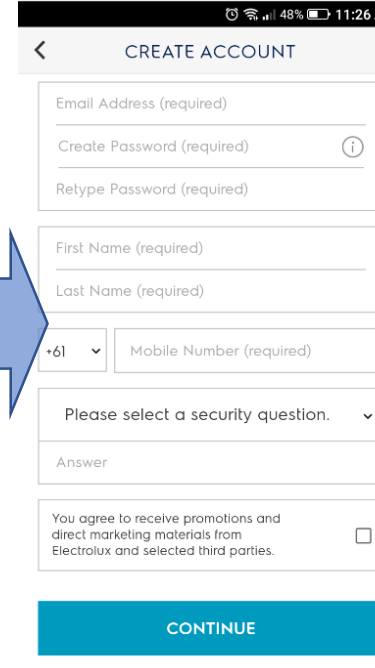 48% 11:26
CREATE ACCOUNT
Email Address (required)
Create Password (required)
Retype Password (required)
First Name (required)
Last Name (required)
+61 Mobile Number (required)
Please select a security question.
Answer
You agree to receive promotions and
direct marketing materials from
Electrolux and selected third parties.
CONTINUE